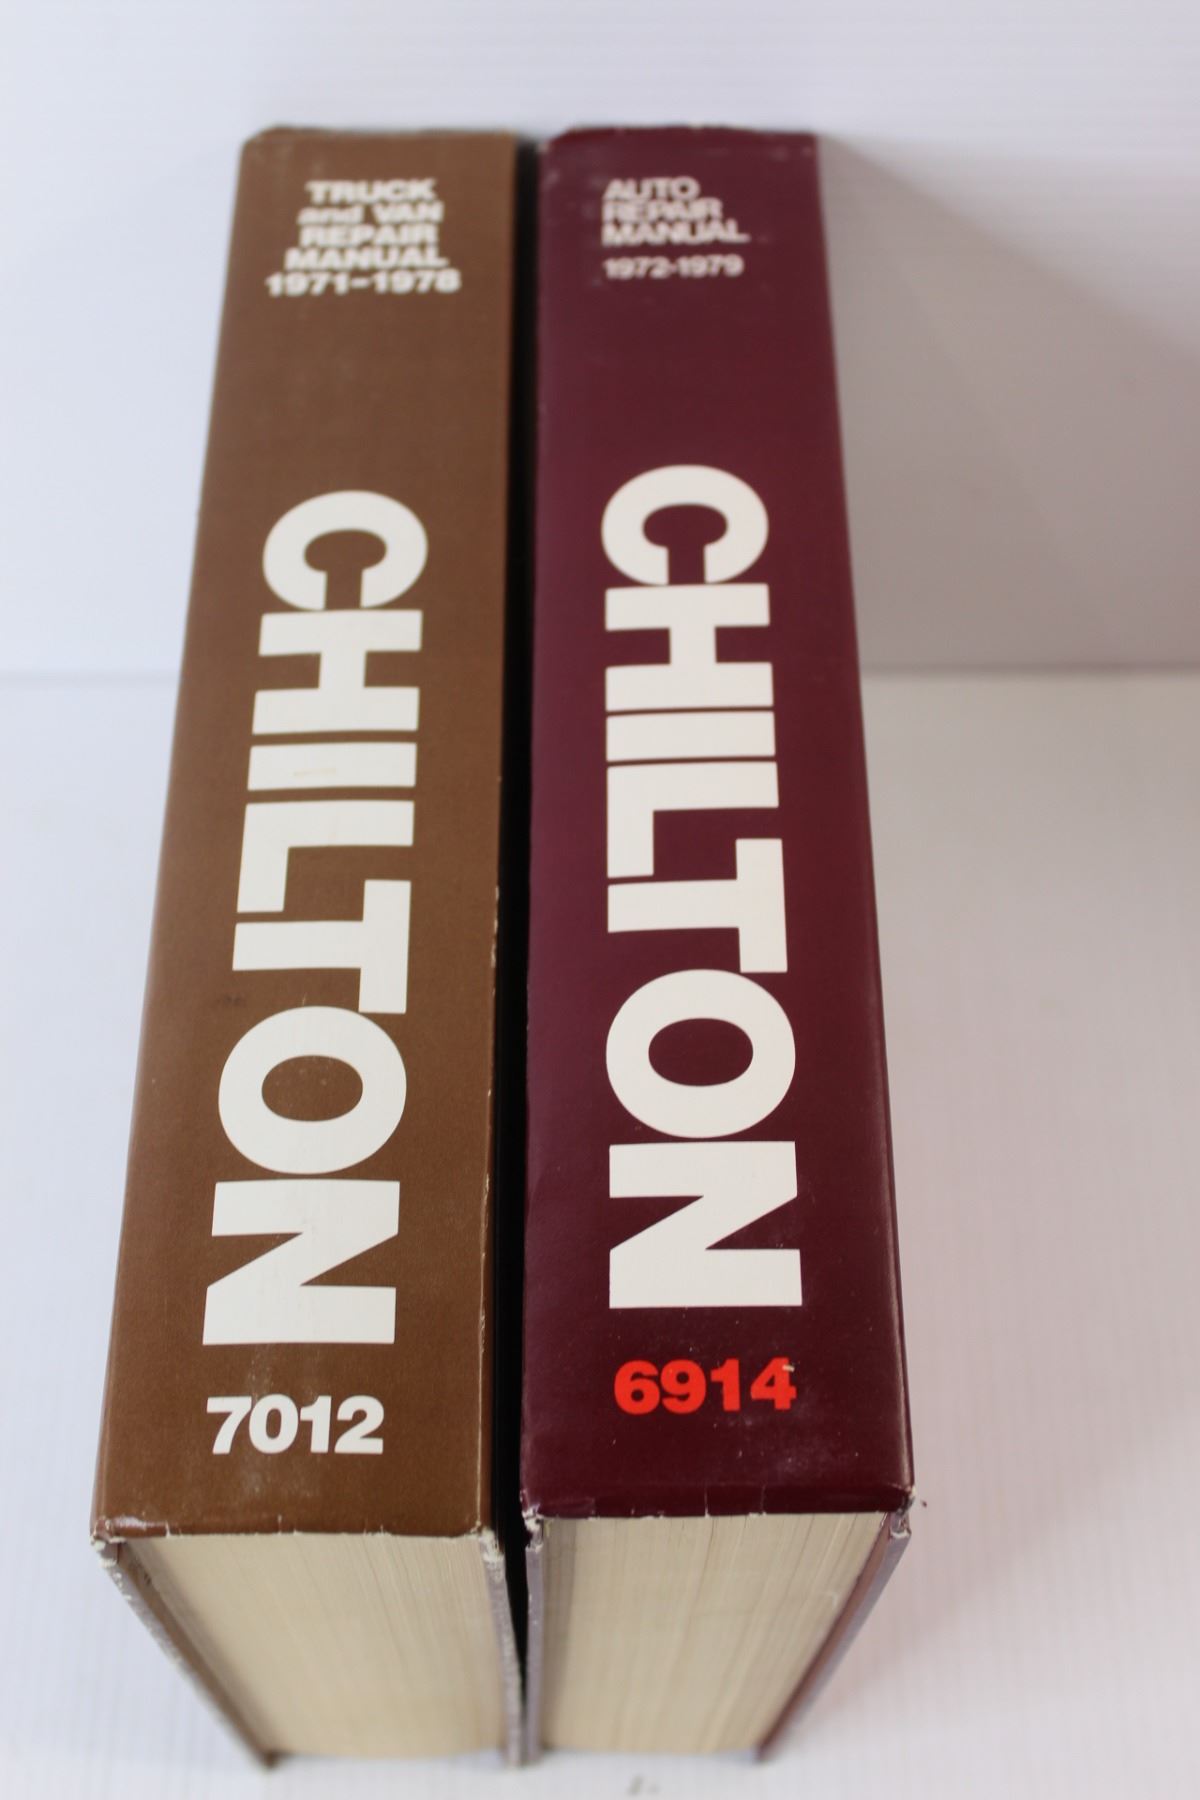 TRUCK
and VAN
REPAIR
MANUAL
1971-1978
CHILTON
7012
AUTO
REPAIR
MANUAL
1972-1979
CHILTON
6914